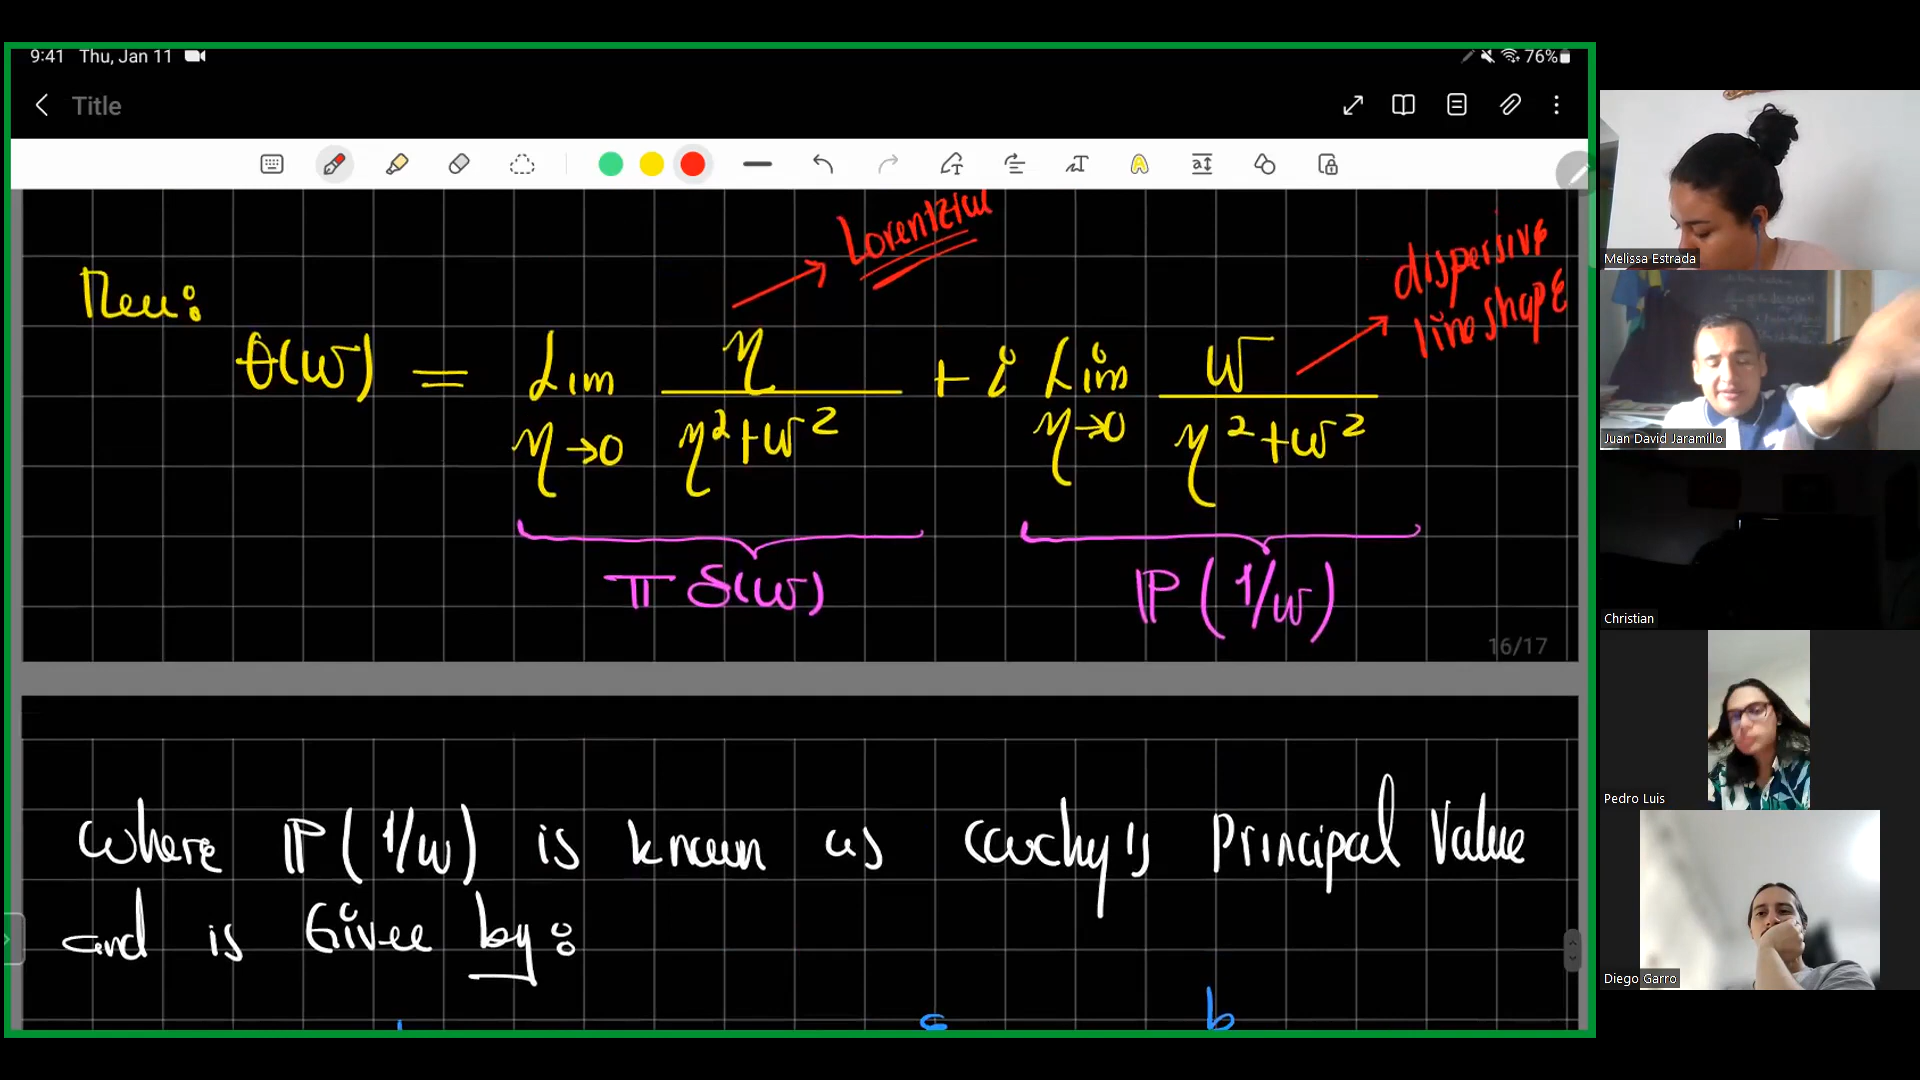 9:41 Thu, Jan 11 76%
Title
Lorentzian
dispersive
lineshape
Then:
θ(ω) = Lim η→0 η/(η²+ω²) + i Lim η→0 ω/(η²+ω²)
π δ(ω) ℙ(1/ω)
16/17
where ℙ(1/ω) is known as Cauchy's Principal Value
and is Given by:
b
Melissa Estrada
Juan David Jaramillo
Christian
Pedro Luis
Diego Garro